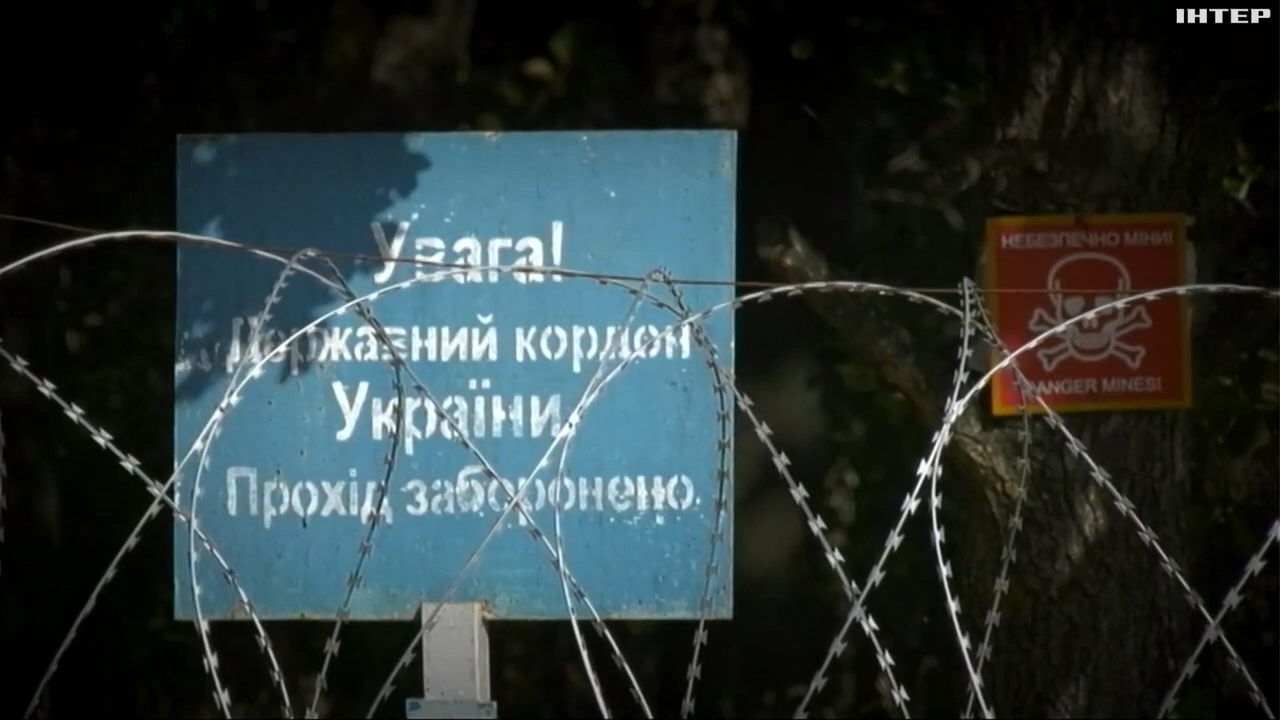 ІНТЕР
Увага!
Державний кордон
України
Прохід заборонено
НЕБЕЗПЕЧНО МІНИ!
DANGER MINES!